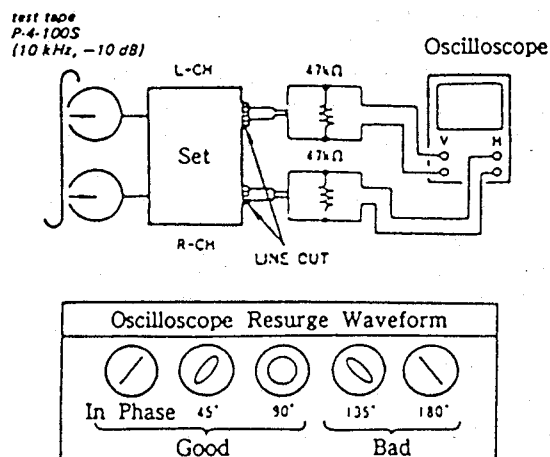 test tape
P-4-100S
(10 kHz, −10 dB)
Oscilloscope
L-CH
47kΩ
V H
Set
47kΩ
R-CH
LINE OUT
Oscilloscope Resurge Waveform
In Phase 45° 90° 135° 180°
Good Bad